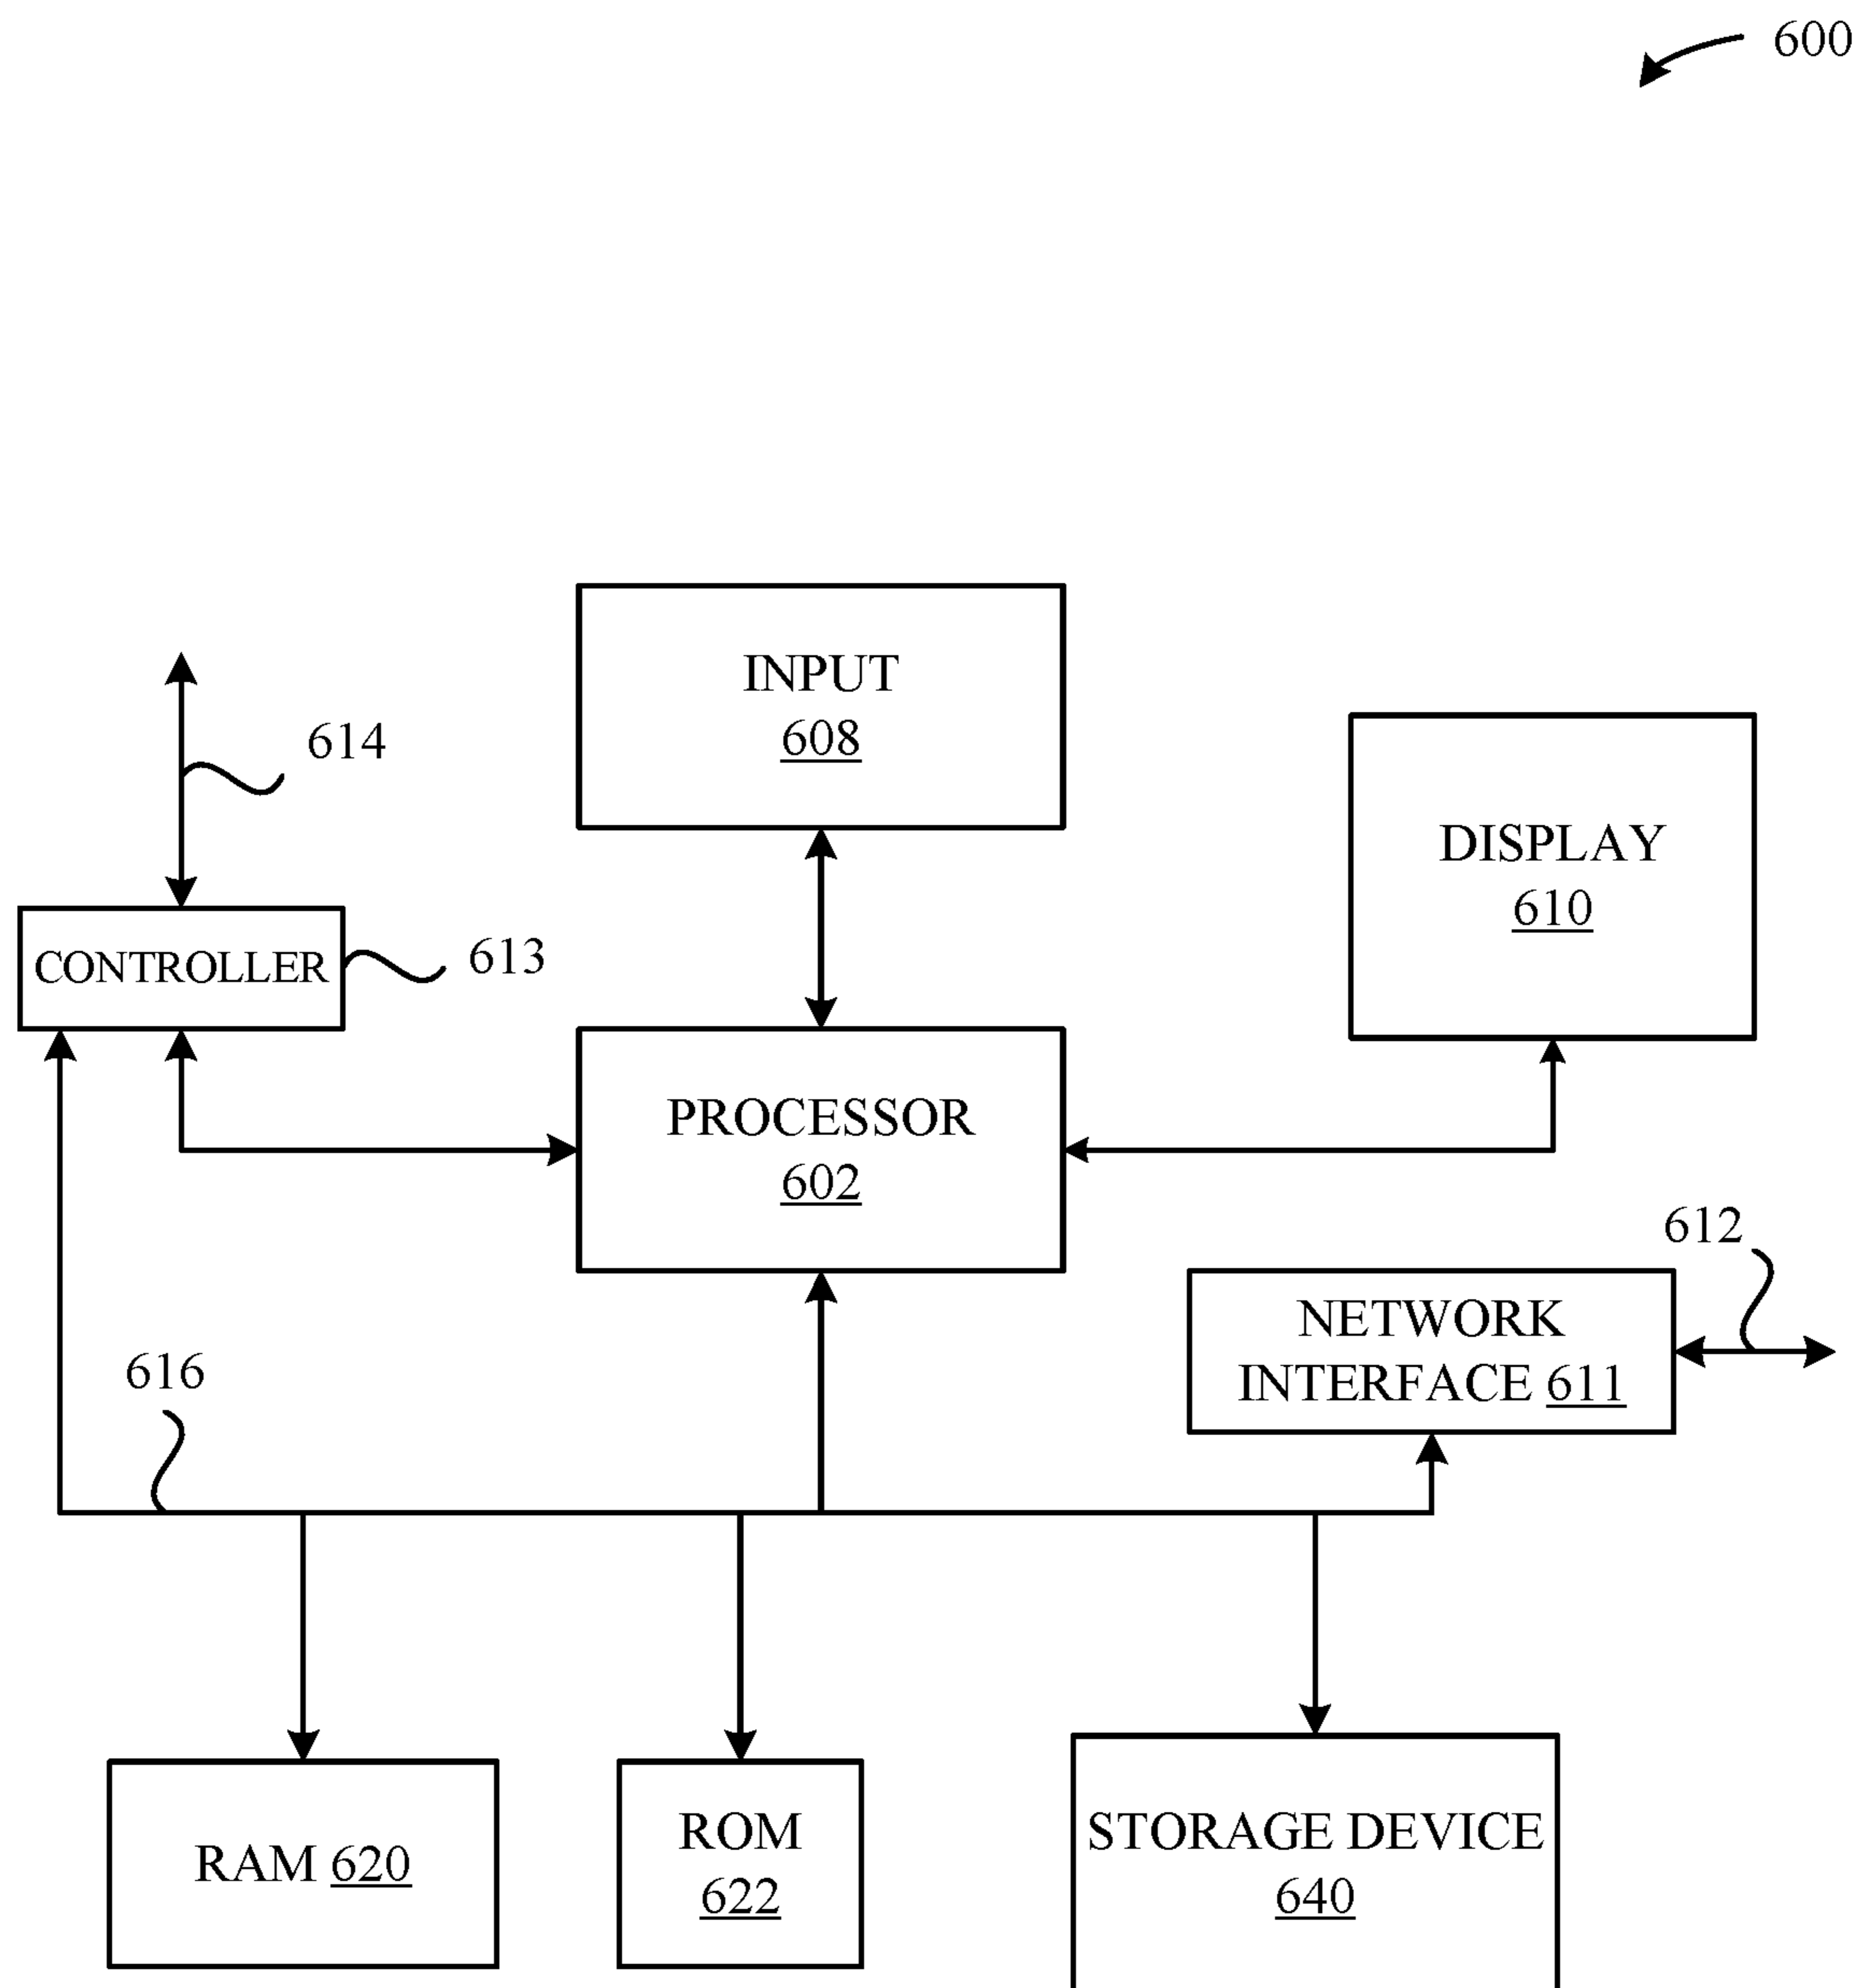 600
INPUT
608
614
DISPLAY
610
CONTROLLER
613
PROCESSOR
602
612
NETWORK
INTERFACE 611
616
RAM 620
ROM
622
STORAGE DEVICE
640